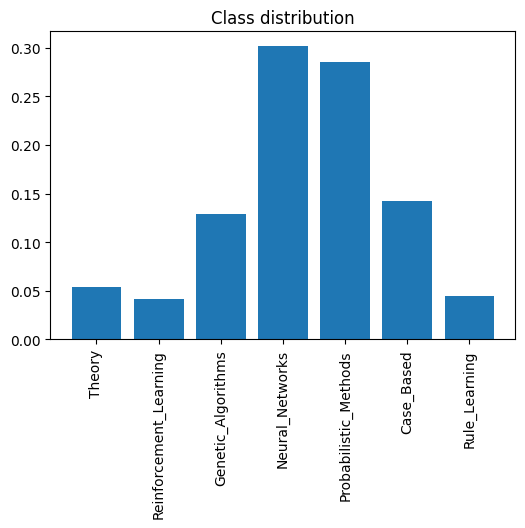 Class distribution
0.30
0.25
0.20
0.15
0.10
0.05
0.00
Theory
Reinforcement_Learning
Genetic_Algorithms
Neural_Networks
Probabilistic_Methods
Case_Based
Rule_Learning